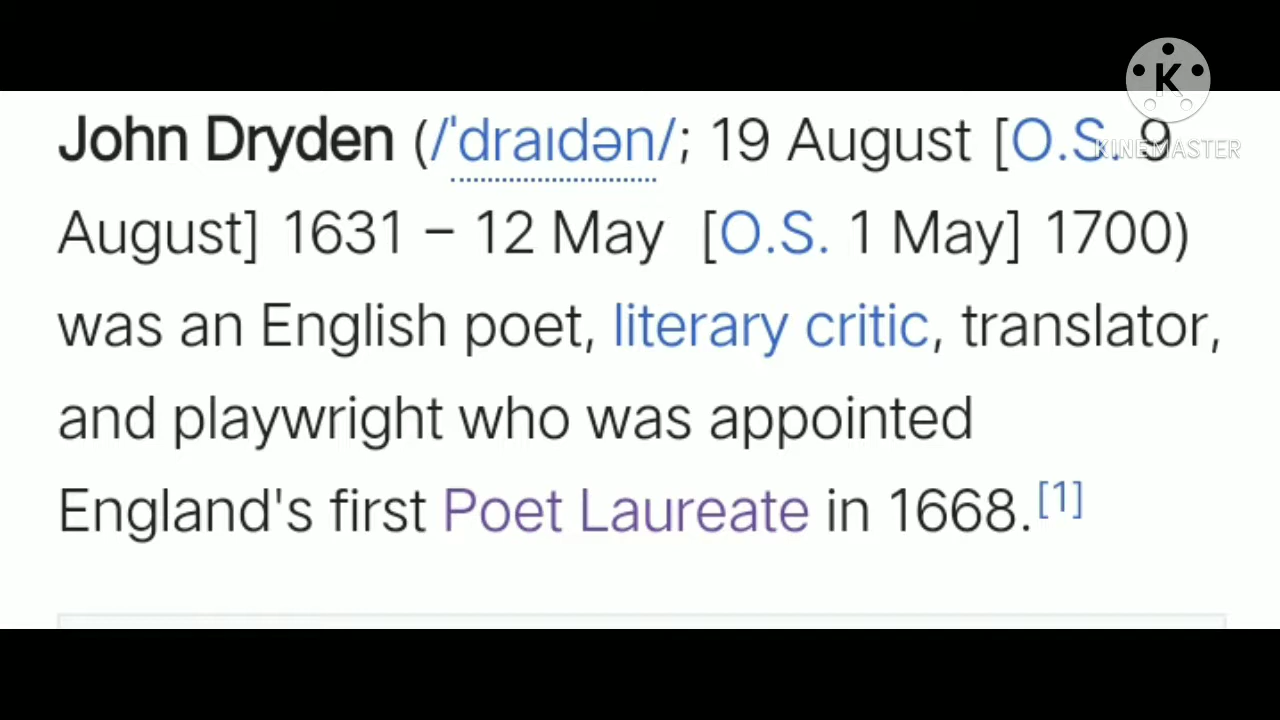 John Dryden (/ˈdraɪdən/; 19 August [O.S. 9
August] 1631 – 12 May [O.S. 1 May] 1700)
was an English poet, literary critic, translator,
and playwright who was appointed
England's first Poet Laureate in 1668.[1]
K
KINEMASTER